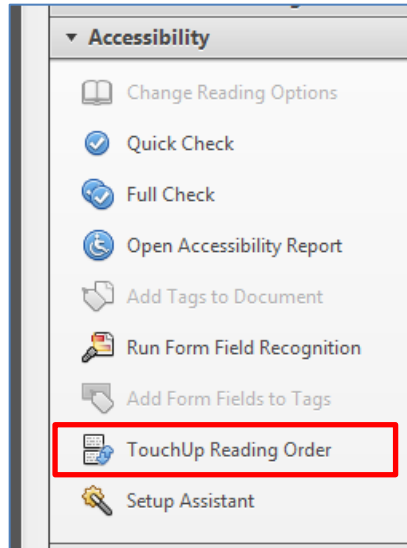 Accessibility
Change Reading Options
Quick Check
Full Check
Open Accessibility Report
Add Tags to Document
Run Form Field Recognition
Add Form Fields to Tags
TouchUp Reading Order
Setup Assistant